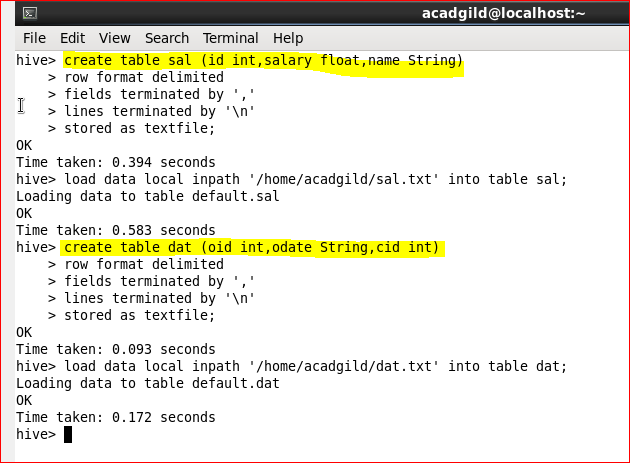 acadgild@localhost:~
File Edit View Search Terminal Help
hive> create table sal (id int,salary float,name String)
    > row format delimited
    > fields terminated by ','
    > lines terminated by '\n'
    > stored as textfile;
OK
Time taken: 0.394 seconds
hive> load data local inpath '/home/acadgild/sal.txt' into table sal;
Loading data to table default.sal
OK
Time taken: 0.583 seconds
hive> create table dat (oid int,odate String,cid int)
    > row format delimited
    > fields terminated by ','
    > lines terminated by '\n'
    > stored as textfile;
OK
Time taken: 0.093 seconds
hive> load data local inpath '/home/acadgild/dat.txt' into table dat;
Loading data to table default.dat
OK
Time taken: 0.172 seconds
hive>